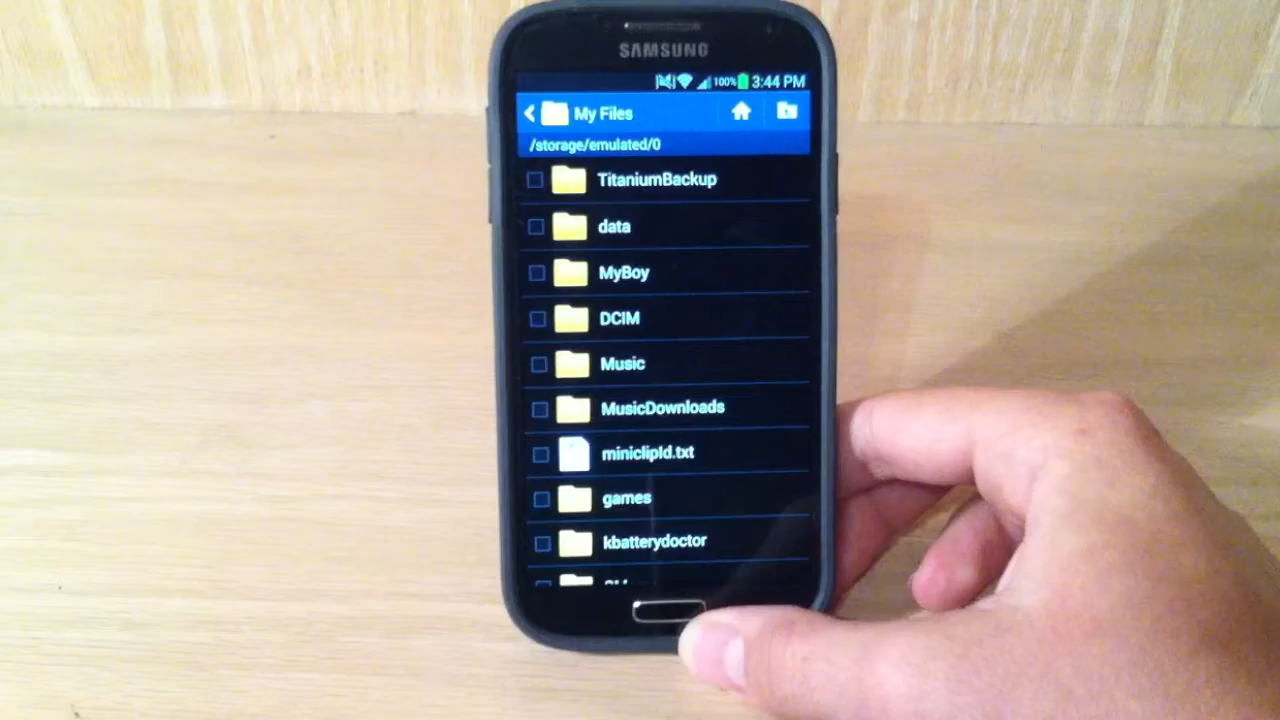 SAMSUNG
100% 3:44 PM
My Files
/storage/emulated/0
TitaniumBackup
data
MyBoy
DCIM
Music
MusicDownloads
miniclipId.txt
games
kbatterydoctor